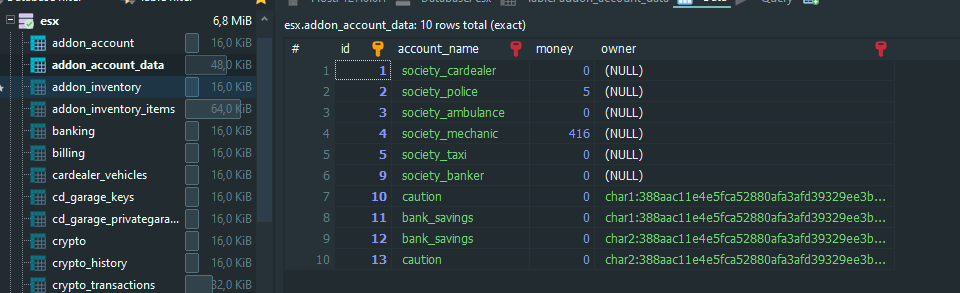 esx 6,8 MiB
addon_account 16,0 KiB
addon_account_data 48,0 KiB
addon_inventory 16,0 KiB
addon_inventory_items 64,0 KiB
banking 16,0 KiB
billing 16,0 KiB
cardealer_vehicles 16,0 KiB
cd_garage_keys 16,0 KiB
cd_garage_privategara... 16,0 KiB
crypto 16,0 KiB
crypto_history 16,0 KiB
crypto_transactions 32,0 KiB
esx.addon_account_data: 10 rows total (exact)
# id account_name money owner
1 1 society_cardealer 0 (NULL)
2 2 society_police 5 (NULL)
3 3 society_ambulance 0 (NULL)
4 4 society_mechanic 416 (NULL)
5 5 society_taxi 0 (NULL)
6 9 society_banker 0 (NULL)
7 10 caution 0 char1:388aac11e4e5fca52880afa3afd39329ee3b...
8 11 bank_savings 0 char1:388aac11e4e5fca52880afa3afd39329ee3b...
9 12 bank_savings 0 char2:388aac11e4e5fca52880afa3afd39329ee3b...
10 13 caution 0 char2:388aac11e4e5fca52880afa3afd39329ee3b...